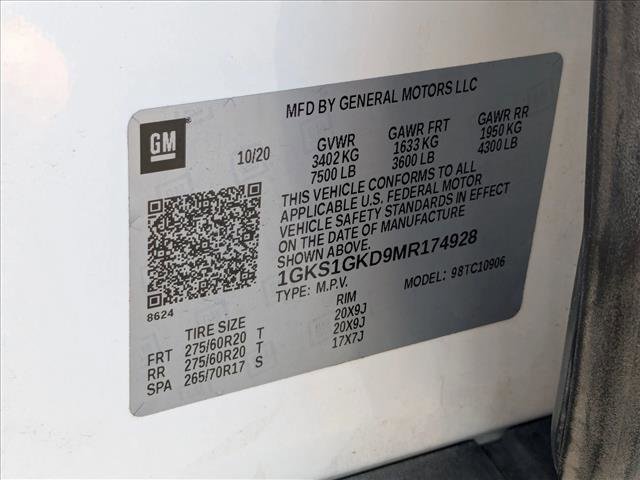 MFD BY GENERAL MOTORS LLC
GM
10/20
GVWR GAWR FRT GAWR RR
3402 KG 1633 KG 1950 KG
7500 LB 3600 LB 4300 LB
THIS VEHICLE CONFORMS TO ALL
APPLICABLE U.S. FEDERAL MOTOR
VEHICLE SAFETY STANDARDS IN EFFECT
ON THE DATE OF MANUFACTURE
SHOWN ABOVE.
1GKS1GKD9MR174928
TYPE: M.P.V. MODEL: 98TC10906
8624
TIRE SIZE RIM
FRT 275/60R20 T 20X9J
RR 275/60R20 T 20X9J
SPA 265/70R17 S 17X7J